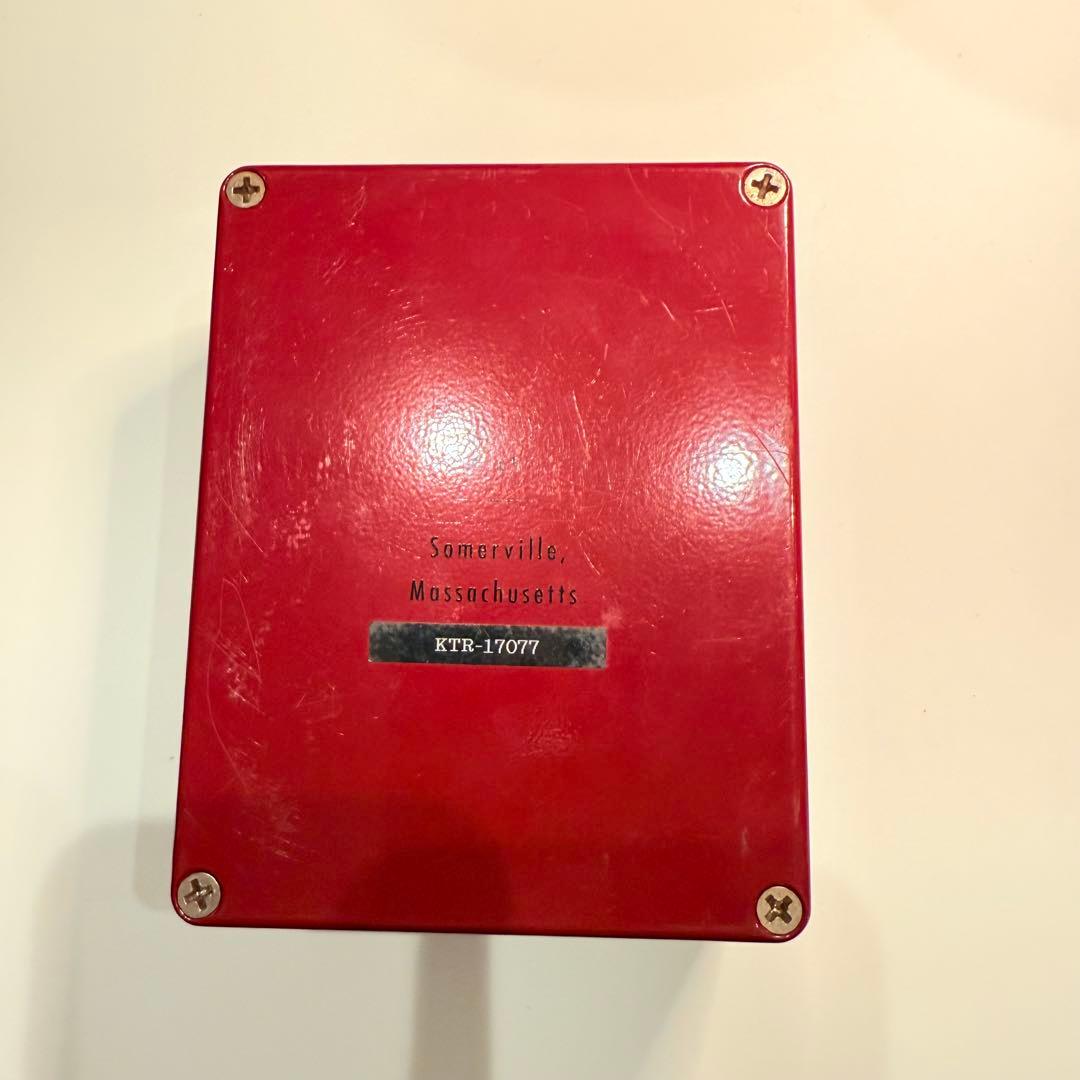 Somerville,
Massachusetts
KTR-17077